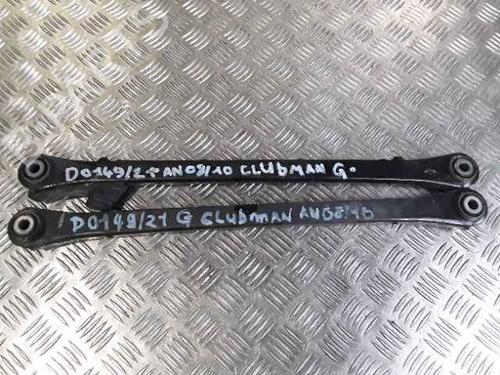 D0149/21 AN08/10 CLUBMAN G.
D0149/21 G CLUBMAN AN08/10